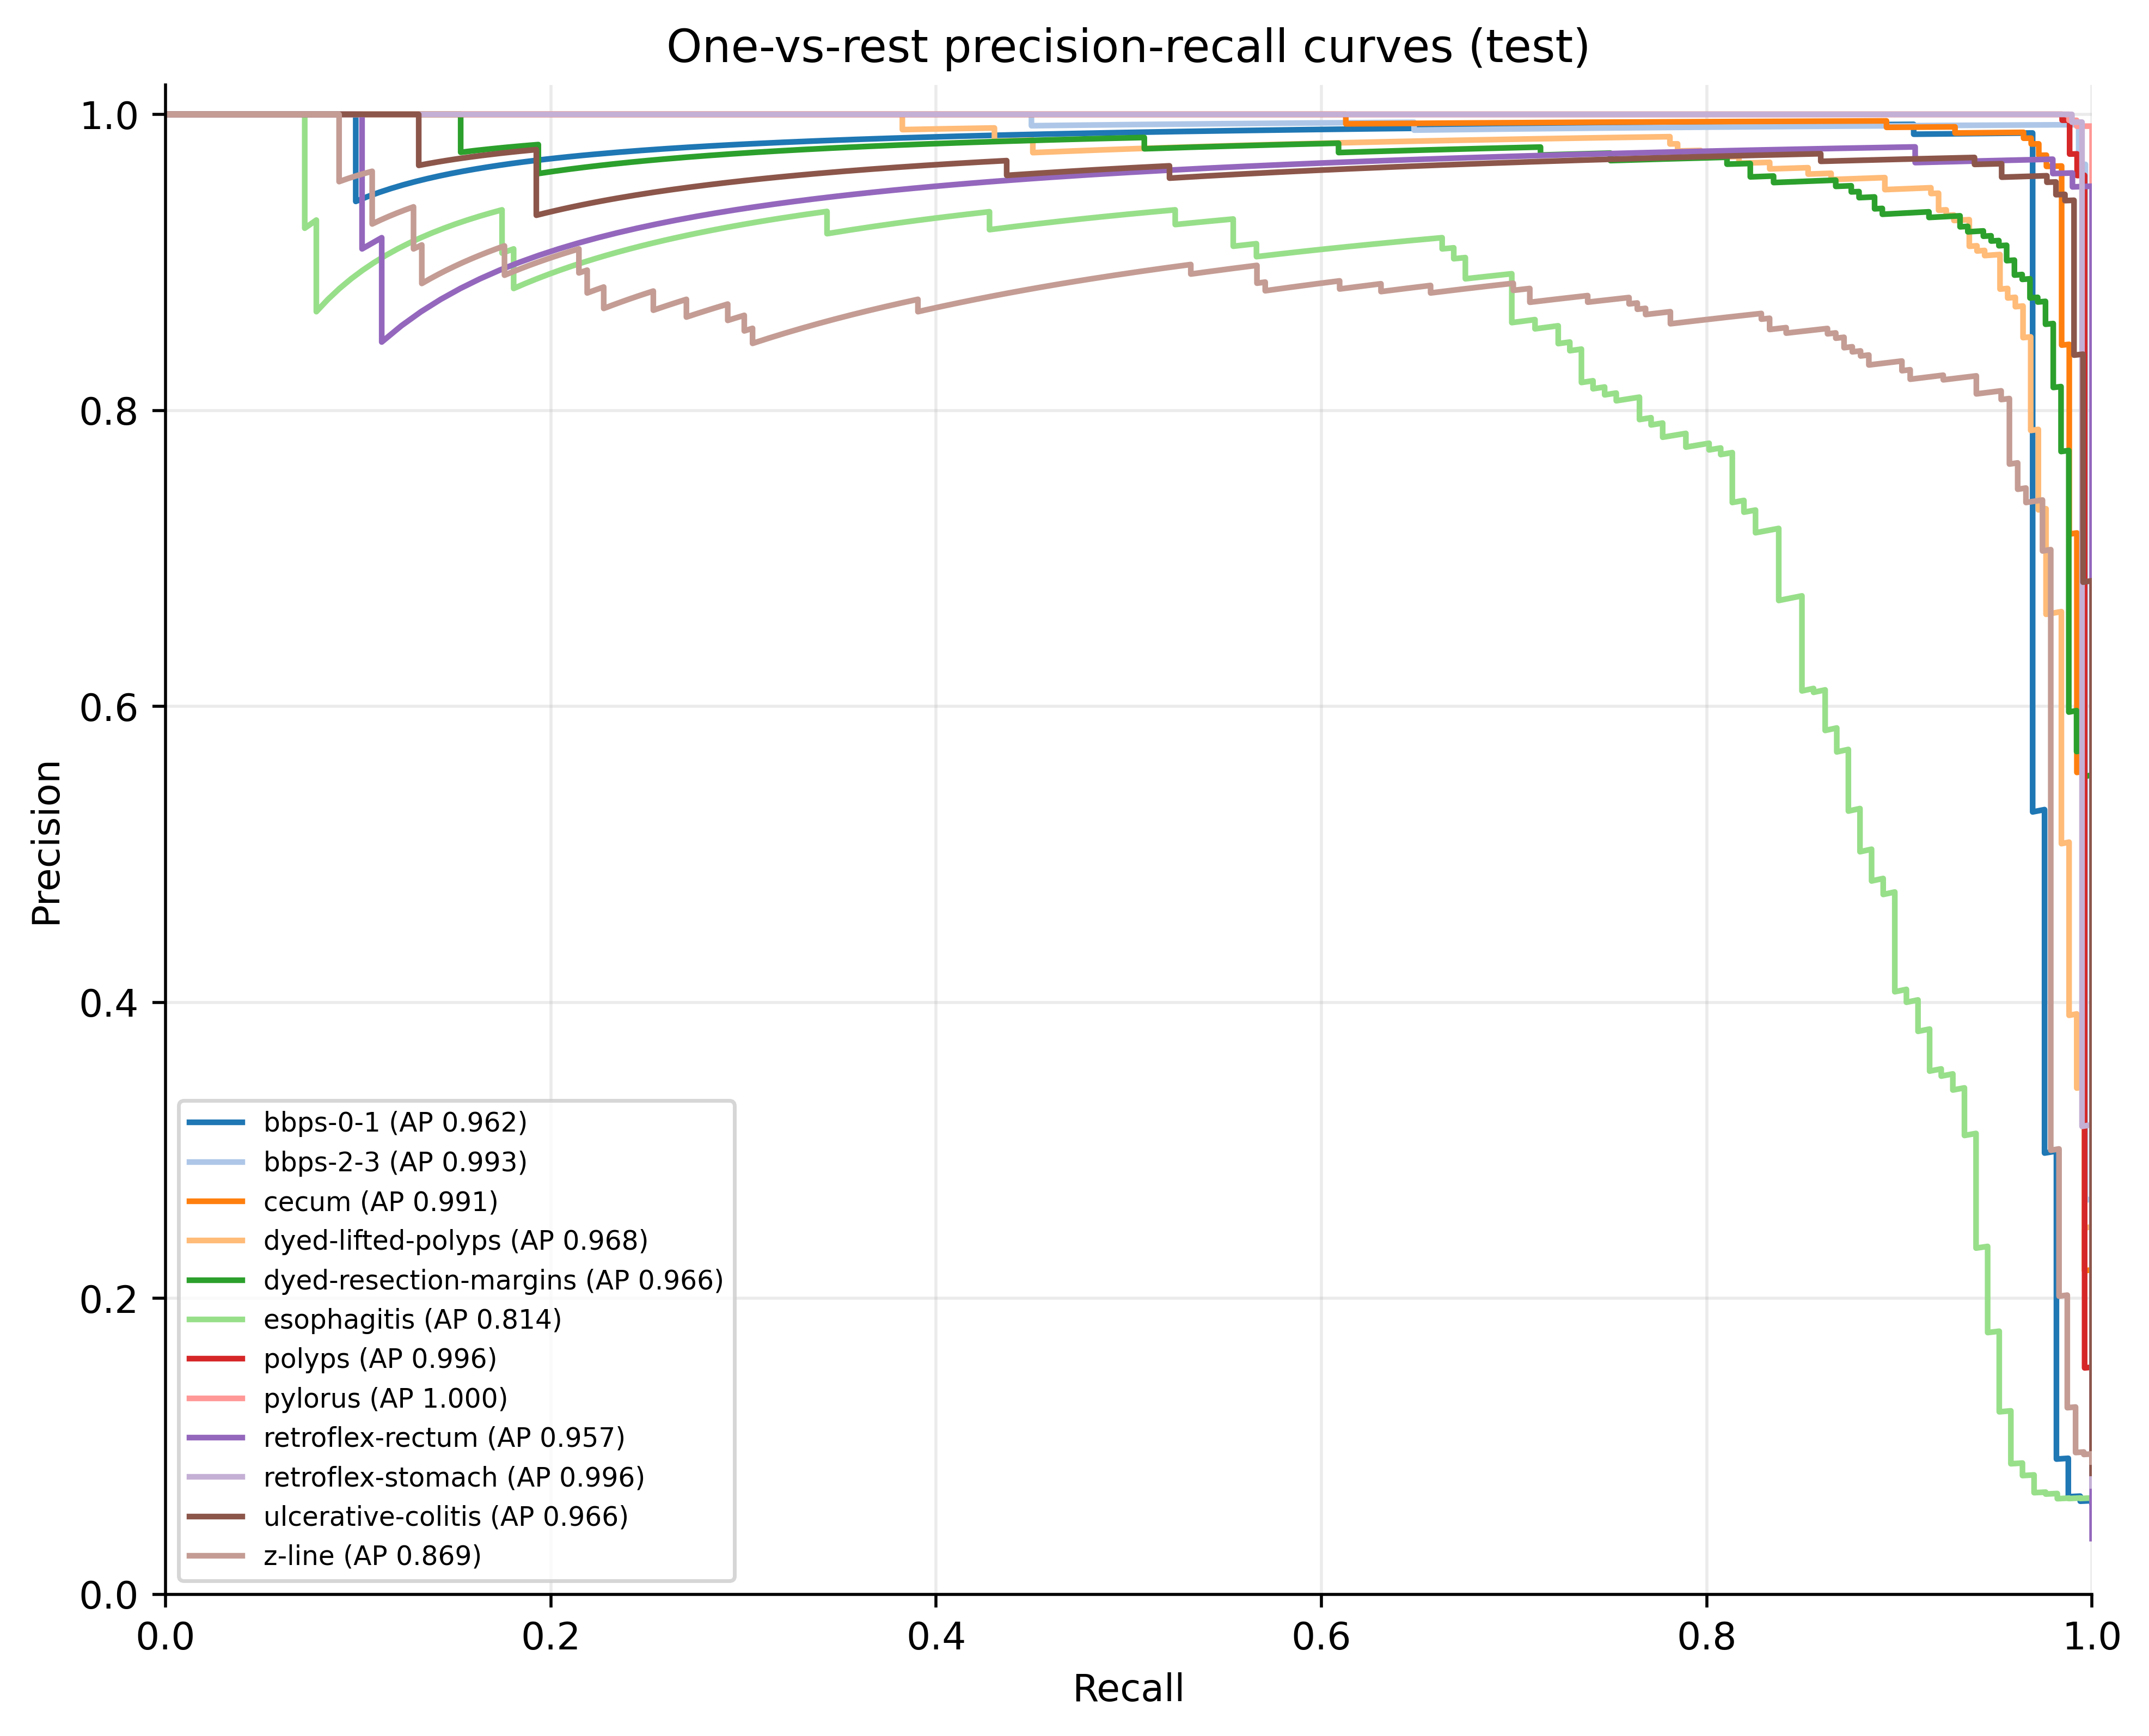 One-vs-rest precision-recall curves (test)
1.0
0.8
0.6
0.4
0.2
0.0
Precision
bbps-0-1 (AP 0.962)
bbps-2-3 (AP 0.993)
cecum (AP 0.991)
dyed-lifted-polyps (AP 0.968)
dyed-resection-margins (AP 0.966)
esophagitis (AP 0.814)
polyps (AP 0.996)
pylorus (AP 1.000)
retroflex-rectum (AP 0.957)
retroflex-stomach (AP 0.996)
ulcerative-colitis (AP 0.966)
z-line (AP 0.869)
0.0 0.2 0.4 0.6 0.8 1.0
Recall